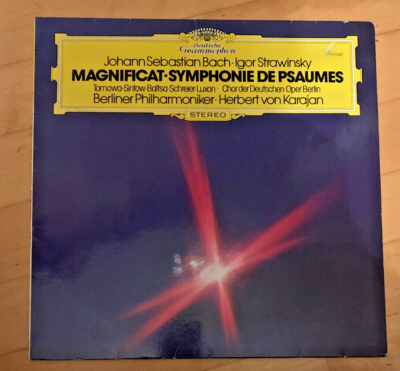 Deutsche
Grammophon
Johann Sebastian Bach · Igor Strawinsky
MAGNIFICAT · SYMPHONIE DE PSAUMES
Tomowa-Sintow · Baltsa · Schreier · Luxon · Chor der Deutschen Oper Berlin
Berliner Philharmoniker · Herbert von Karajan
STEREO